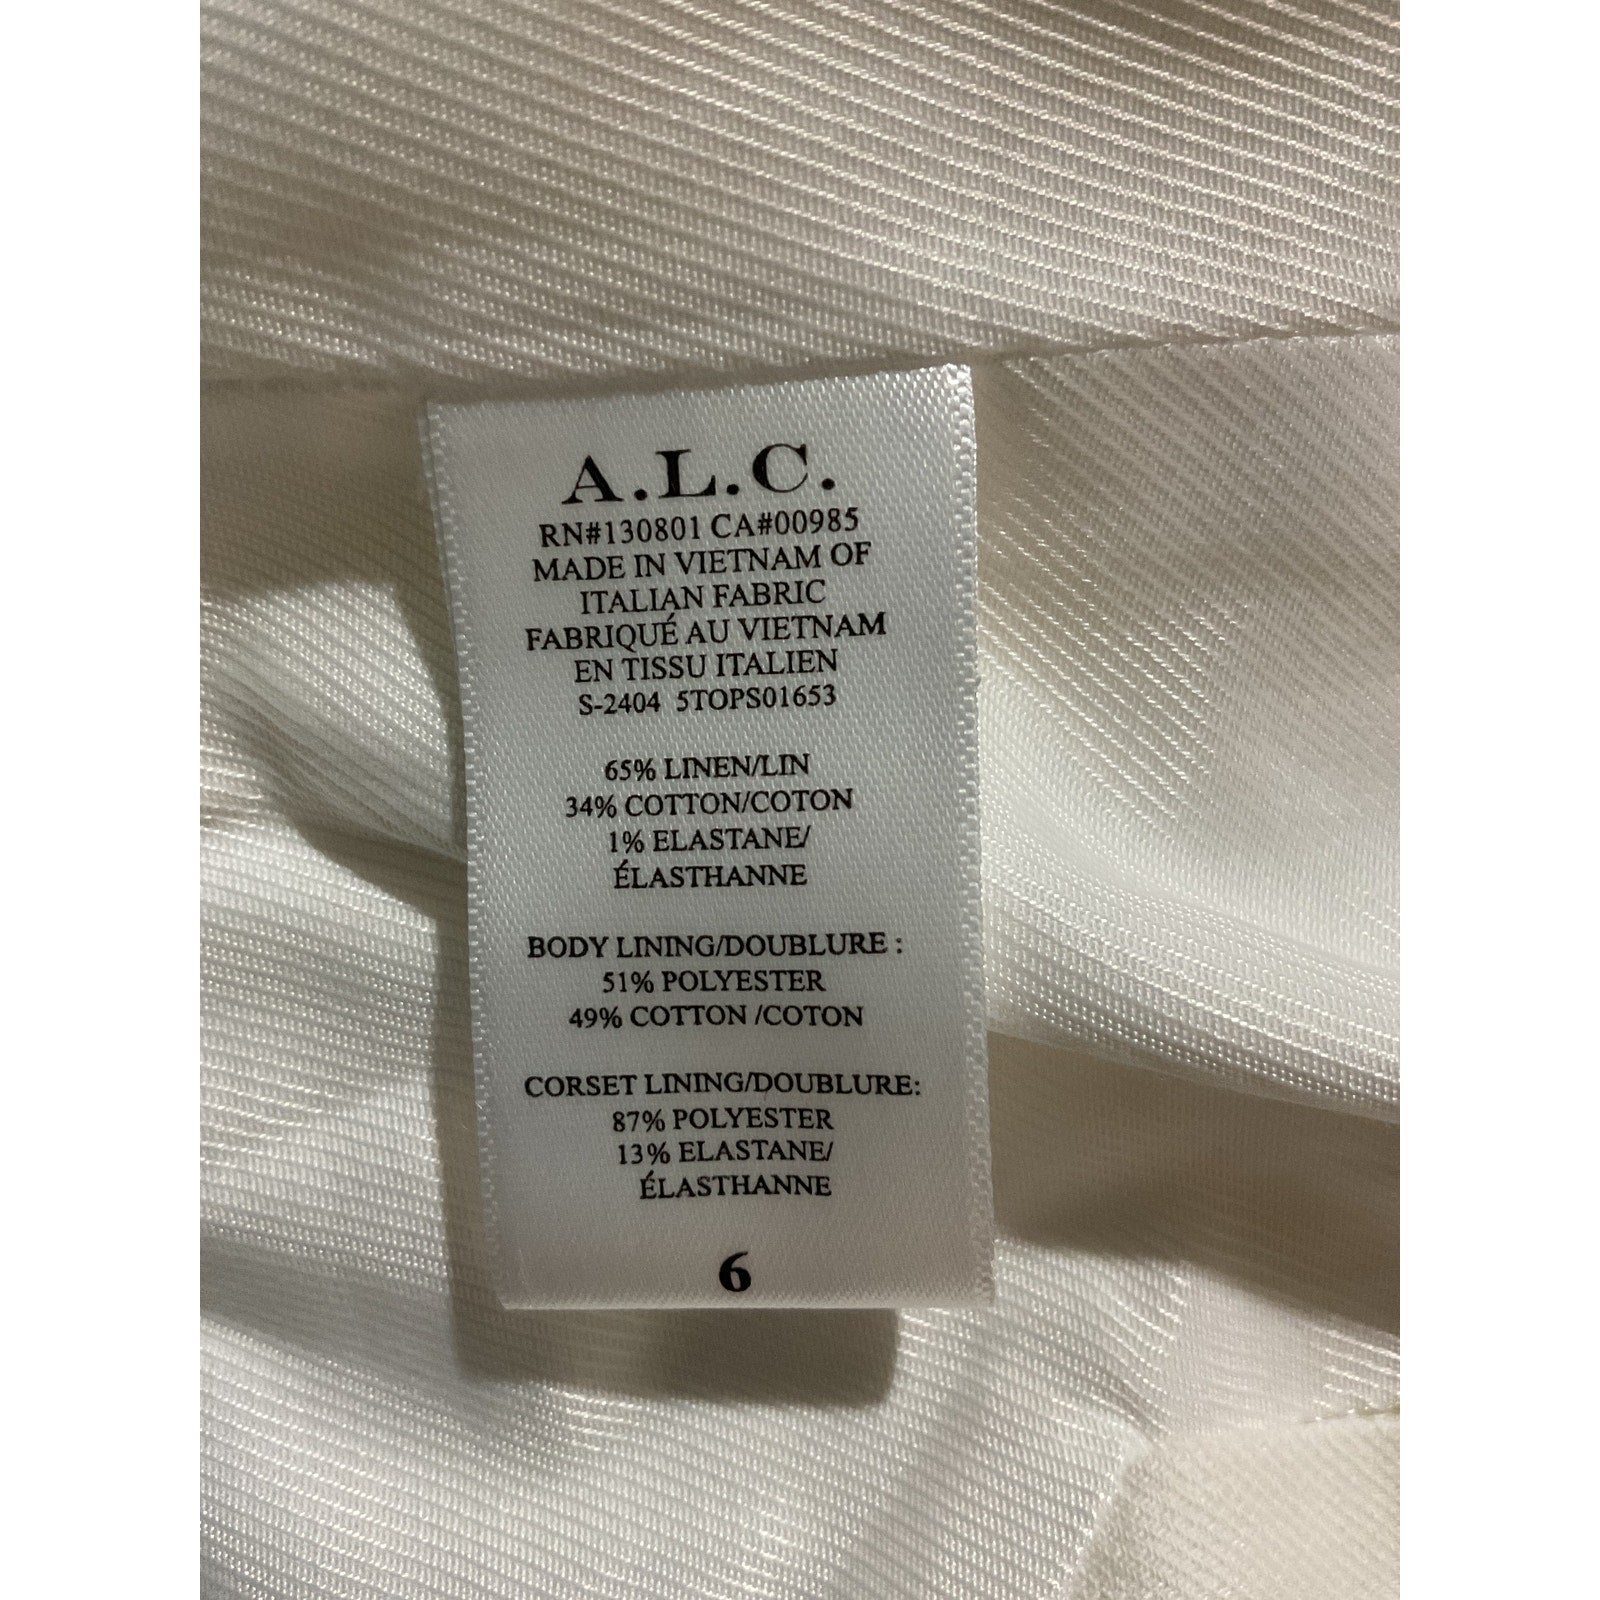 A.L.C.
RN#130801 CA#00985
MADE IN VIETNAM OF
ITALIAN FABRIC
FABRIQUÉ AU VIETNAM
EN TISSU ITALIEN
S-2404 5TOPS01653
65% LINEN/LIN
34% COTTON/COTON
1% ELASTANE/
ÉLASTHANNE
BODY LINING/DOUBLURE :
51% POLYESTER
49% COTTON /COTON
CORSET LINING/DOUBLURE:
87% POLYESTER
13% ELASTANE/
ÉLASTHANNE
6